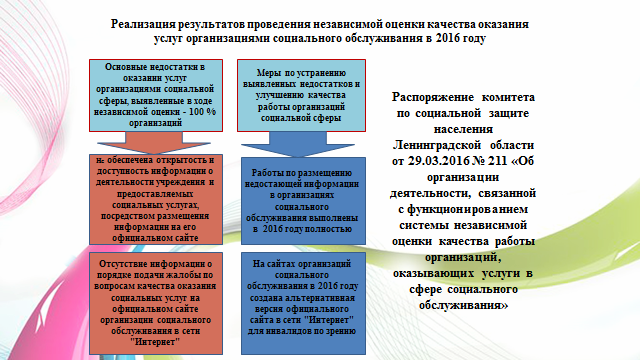 Реализация результатов проведения независимой оценки качества оказания
услуг организациями социального обслуживания в 2016 году
Основные недостатки в
оказании услуг
организациями социальной
сферы, выявленные в ходе
независимой оценки - 100 %
организаций
Не обеспечена открытость и
доступность информации о
деятельности учреждения и
предоставляемых
социальных услугах,
посредством размещения
информации на его
официальном сайте
Отсутствие информации о
порядке подачи жалобы по
вопросам качества оказания
социальных услуг на
официальном сайте
организации социального
обслуживания в сети
"Интернет"
Меры по устранению
выявленных недостатков и
улучшению качества
работы организаций
социальной сферы
Работы по размещению
недостающей информации
в организациях
социального
обслуживания выполнены
в 2016 году полностью
На сайтах организаций
социального
обслуживания в 2016 году
создана альтернативная
версия официального
сайта в сети "Интернет"
для инвалидов по зрению
Распоряжение комитета
по социальной защите
населения
Ленинградской области
от 29.03.2016 № 211 «Об
организации
деятельности, связанной
с функционированием
системы независимой
оценки качества работы
организаций,
оказывающих услуги в
сфере социального
обслуживания»